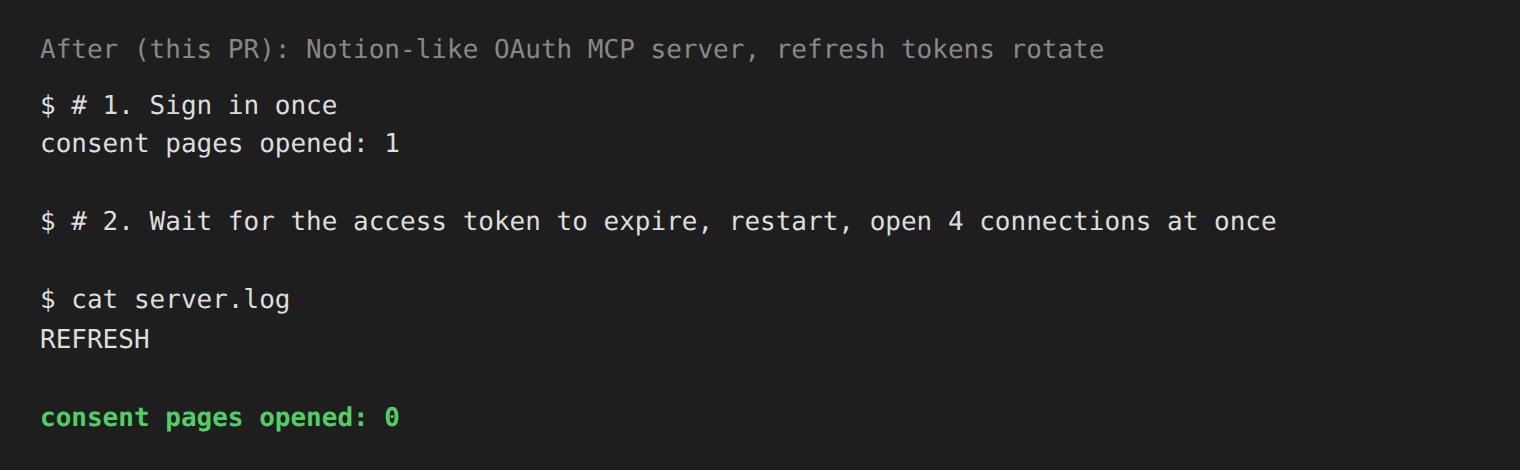 After (this PR): Notion-like OAuth MCP server, refresh tokens rotate
$ # 1. Sign in once
consent pages opened: 1
$ # 2. Wait for the access token to expire, restart, open 4 connections at once
$ cat server.log
REFRESH
consent pages opened: 0